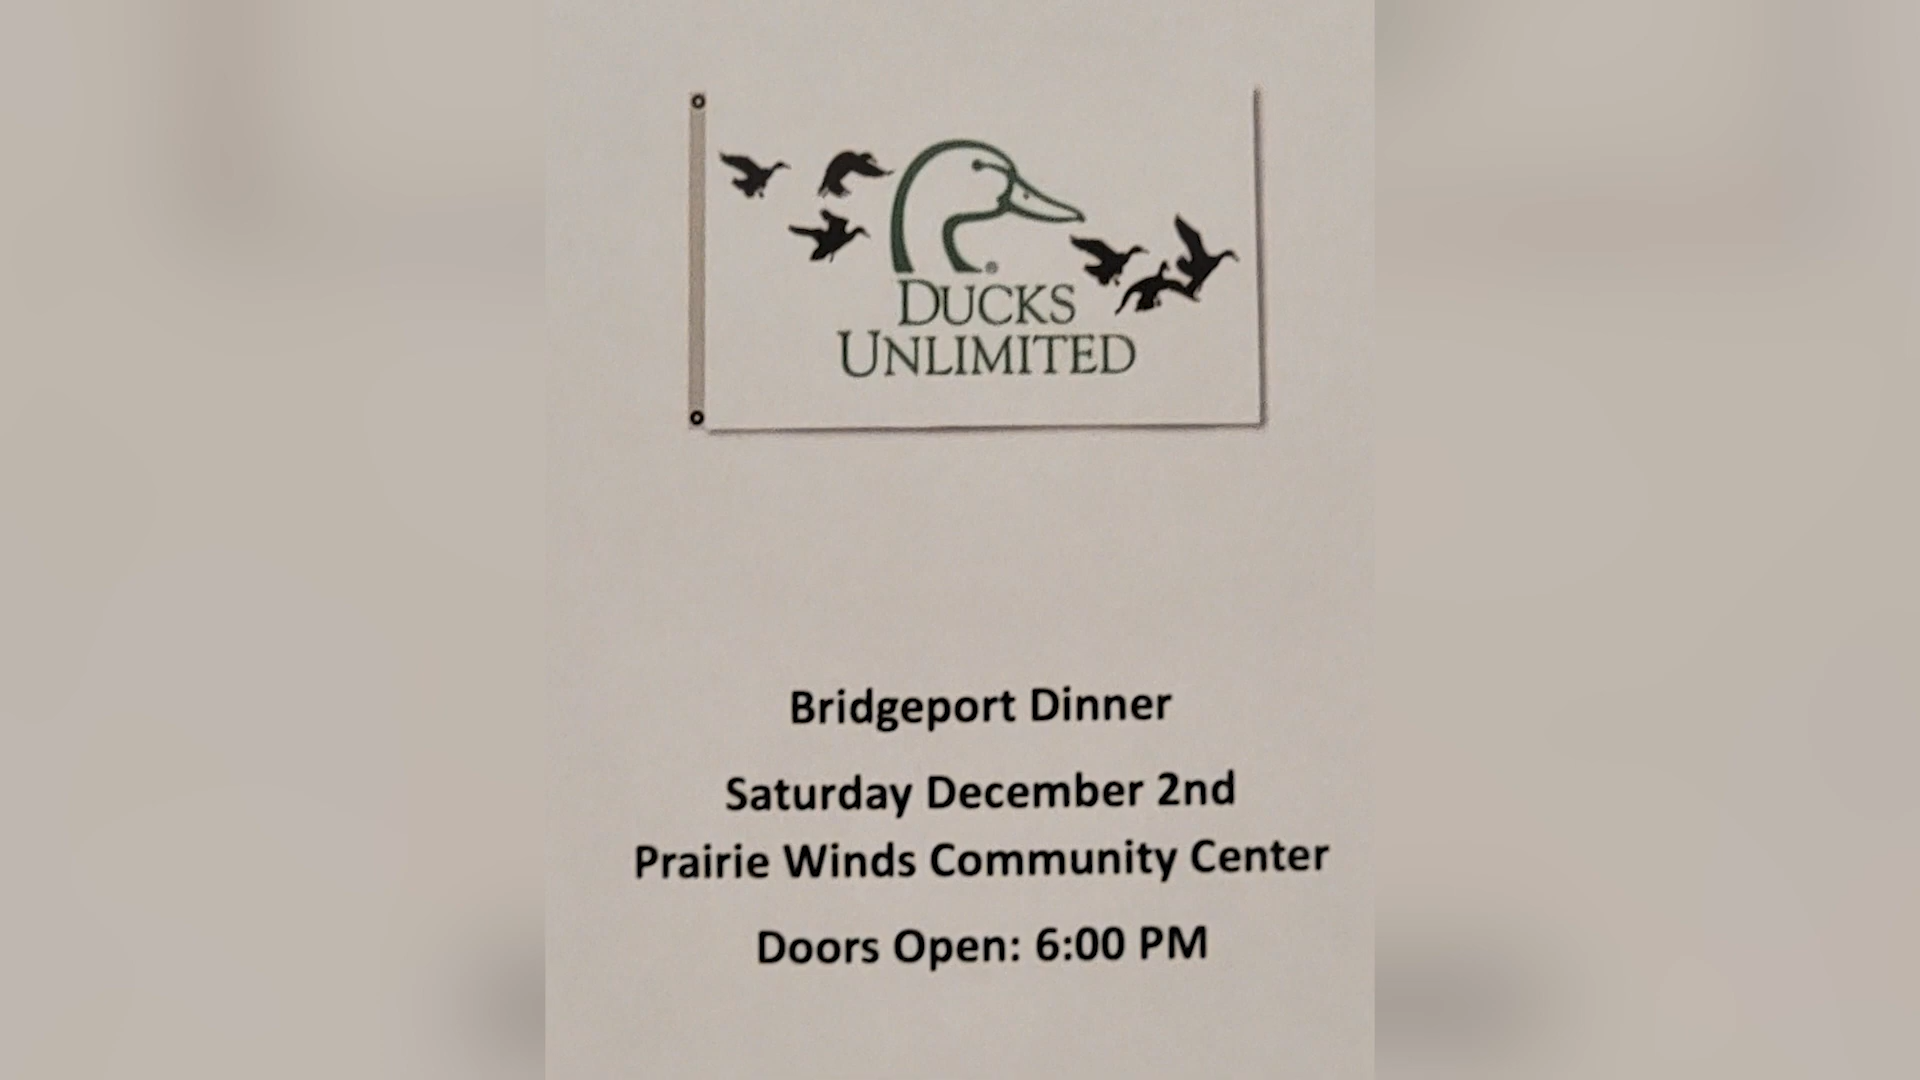 DUCKS
UNLIMITED
Bridgeport Dinner
Saturday December 2nd
Prairie Winds Community Center
Doors Open: 6:00 PM